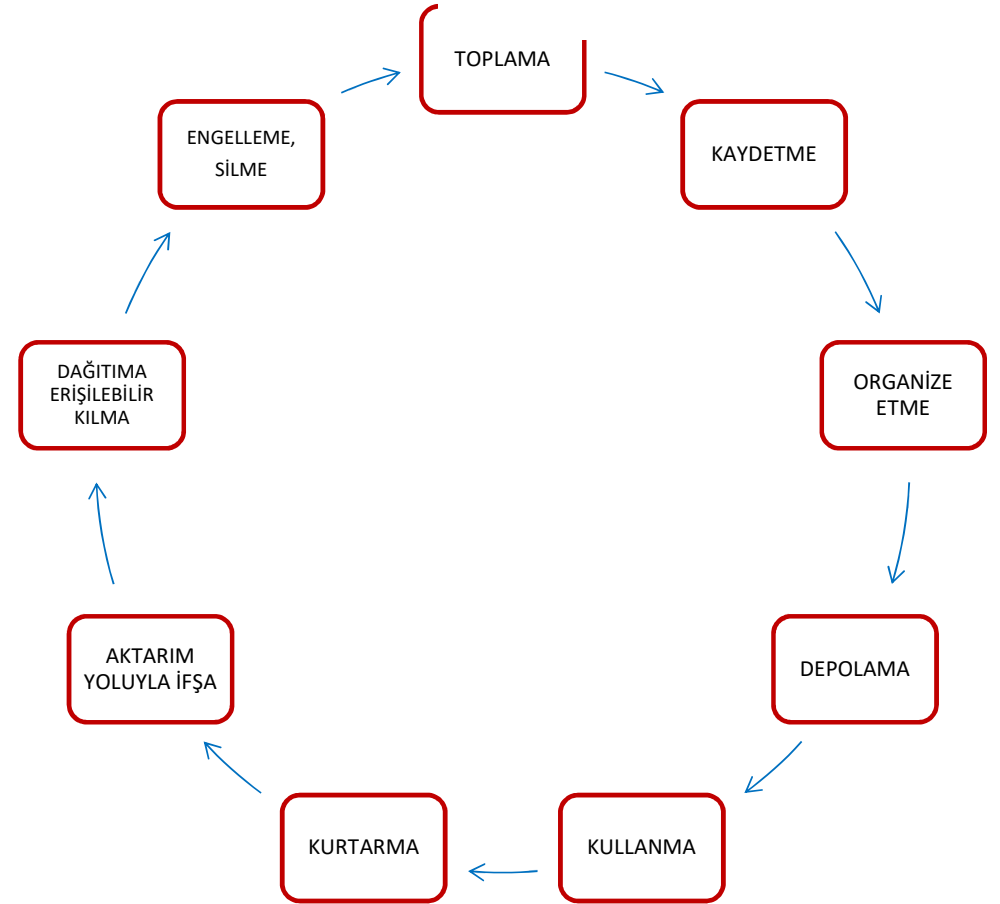 TOPLAMA
KAYDETME
ORGANİZE
ETME
DEPOLAMA
KULLANMA
KURTARMA
AKTARIM
YOLUYLA İFŞA
DAĞITIMA
ERİŞİLEBİLİR
KILMA
ENGELLEME,
SİLME